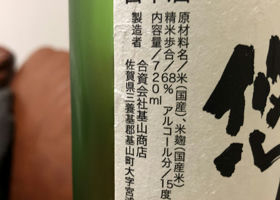 原材料名/米(国産)、米麹(国産米)
精米歩合/68% アルコール分/15度
内容量/720ml
製造者
合資会社基山商店
佐賀県三養基郡基山町大字宮浦